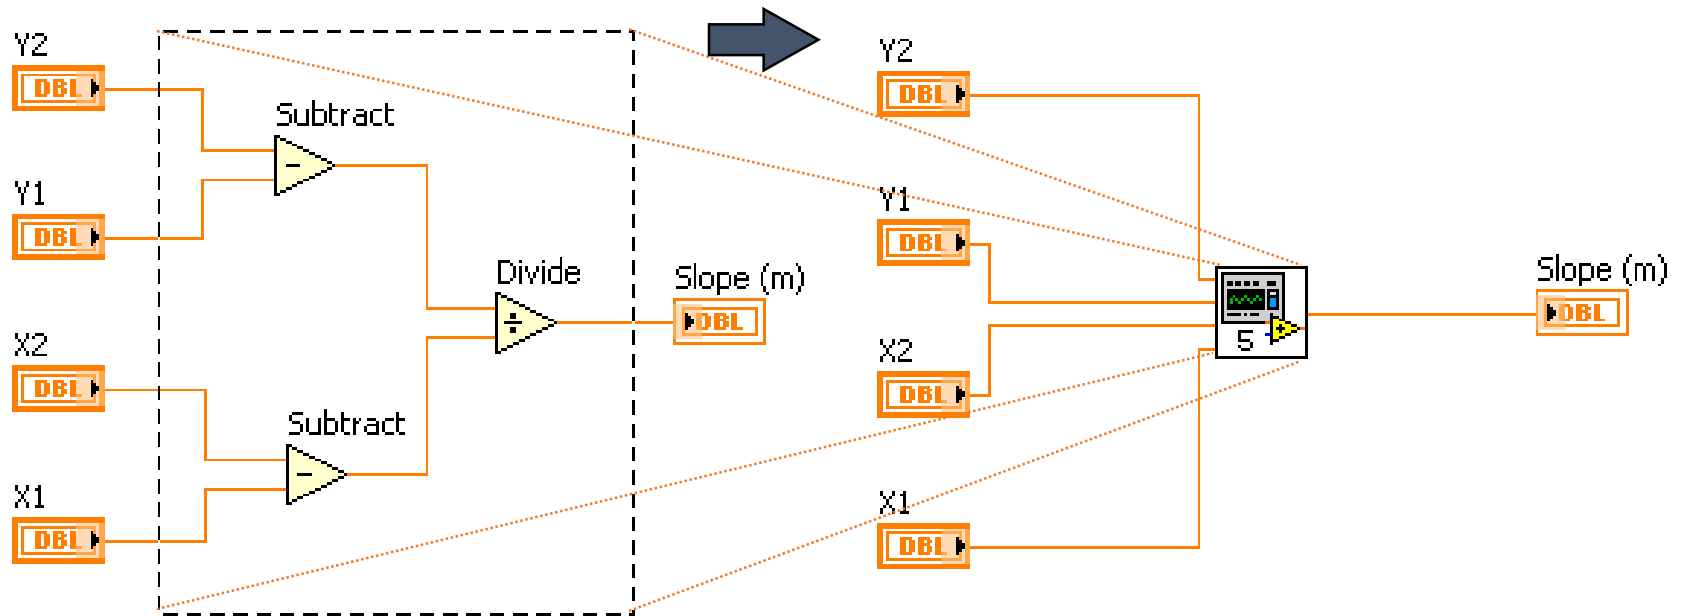 Y2
DBL
Subtract
-
Y1
DBL
Divide
÷
Slope (m)
DBL
X2
DBL
Subtract
-
X1
DBL
Y2
DBL
Y1
DBL
X2
DBL
X1
DBL
5
Slope (m)
DBL